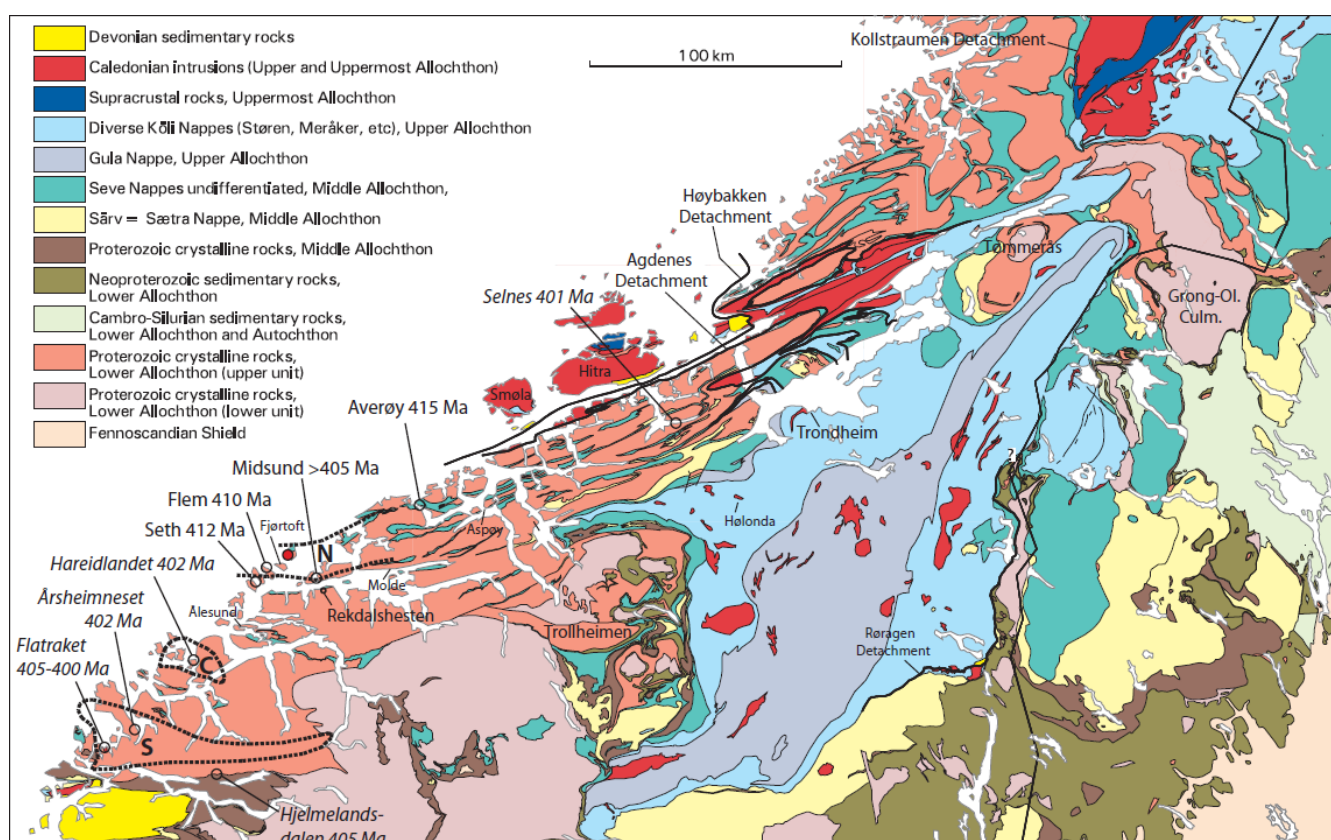 Devonian sedimentary rocks
Caledonian intrusions (Upper and Uppermost Allochthon)
Supracrustal rocks, Uppermost Allochthon
Diverse Köli Nappes (Støren, Meråker, etc), Upper Allochthon
Gula Nappe, Upper Allochthon
Seve Nappes undifferentiated, Middle Allochthon,
Särv = Sætra Nappe, Middle Allochthon
Proterozoic crystalline rocks, Middle Allochthon
Neoproterozoic sedimentary rocks,
Lower Allochthon
Cambro-Silurian sedimentary rocks,
Lower Allochthon and Autochthon
Proterozoic crystalline rocks,
Lower Allochthon (upper unit)
Proterozoic crystalline rocks,
Lower Allochthon (lower unit)
Fennoscandian Shield
100 km
Kollstraumen Detachment
Høybakken
Detachment
Agdenes
Detachment
Selnes 401 Ma
Tømmerås
Grong-Ol.
Culm.
Hitra
Smøla
Averøy 415 Ma
Trondheim
Midsund >405 Ma
Flem 410 Ma
Fjørtoft
Seth 412 Ma
N
Aspøy
Hølonda
?
Hareidlandet 402 Ma
Molde
Årsheimneset
402 Ma
Ålesund
Rekdalshesten
Trollheimen
Flatraket
405-400 Ma
C
Røragen
Detachment
S
Hjelmelands-
dalen 405 Ma